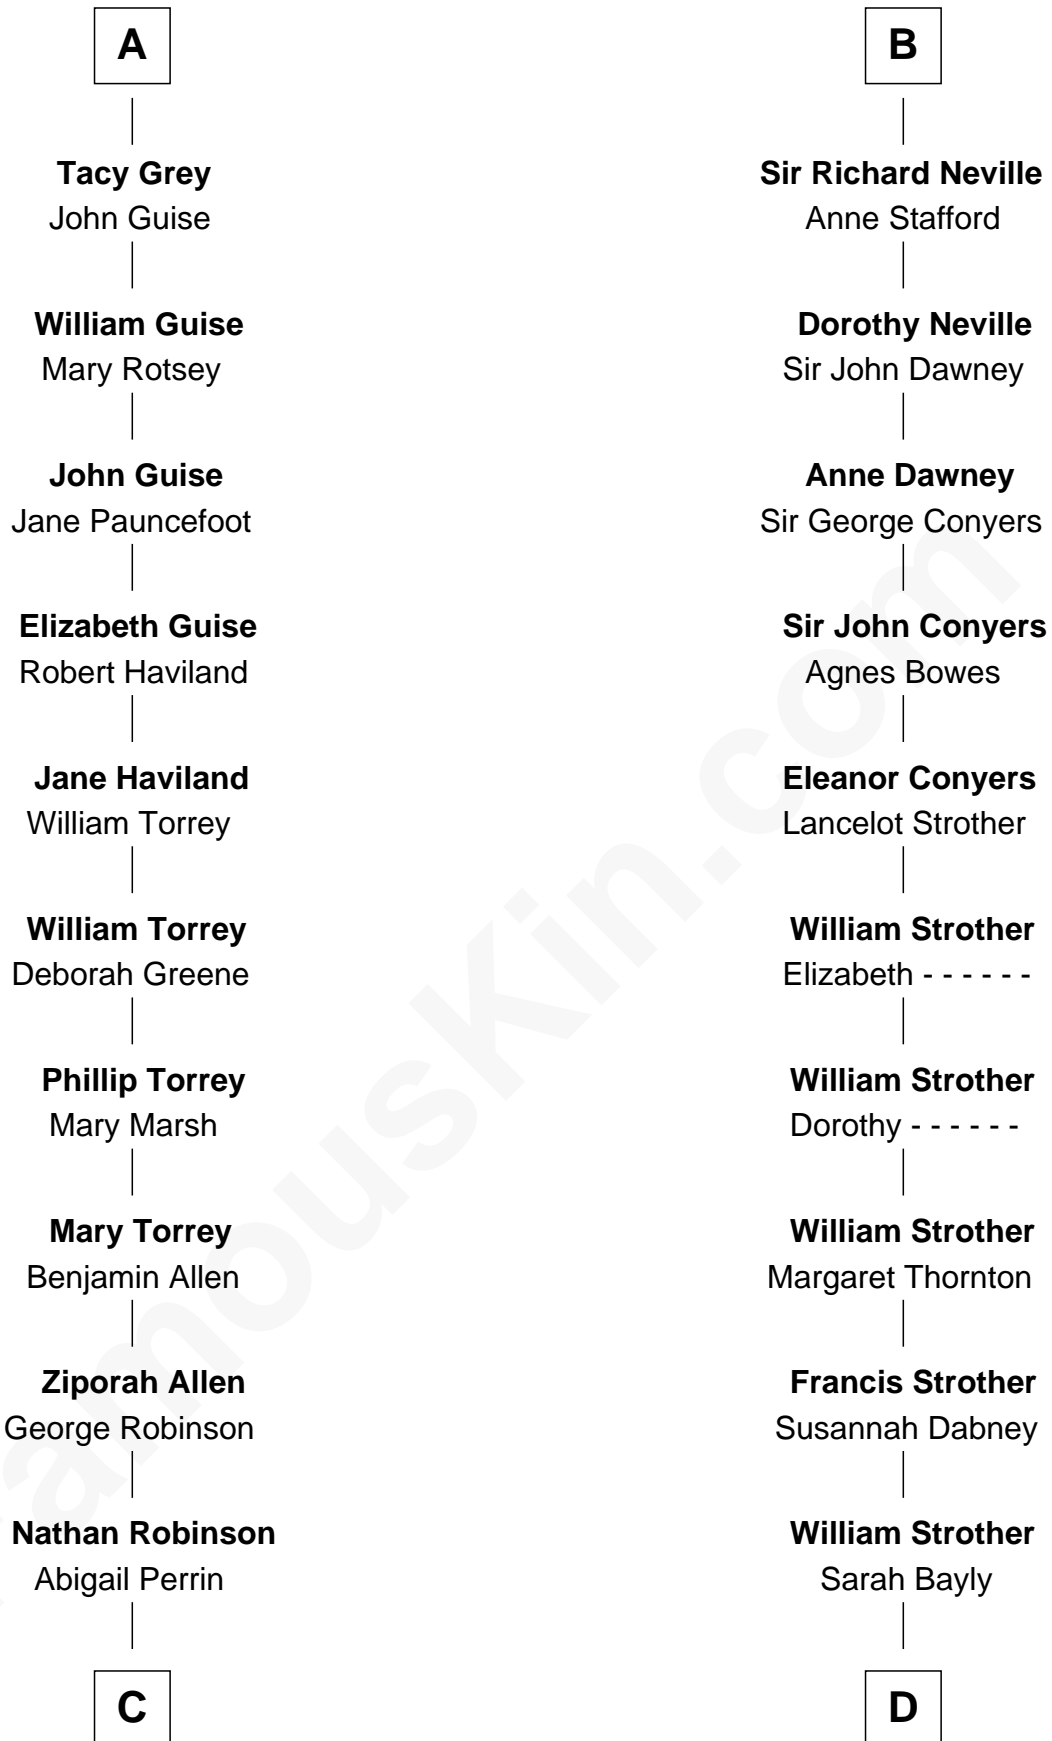 A
Tacy Grey
John Guise
William Guise
Mary Rotsey
John Guise
Jane Pauncefoot
Elizabeth Guise
Robert Haviland
Jane Haviland
William Torrey
William Torrey
Deborah Greene
Phillip Torrey
Mary Marsh
Mary Torrey
Benjamin Allen
Ziporah Allen
George Robinson
Nathan Robinson
Abigail Perrin
C
B
Sir Richard Neville
Anne Stafford
Dorothy Neville
Sir John Dawney
Anne Dawney
Sir George Conyers
Sir John Conyers
Agnes Bowes
Eleanor Conyers
Lancelot Strother
William Strother
Elizabeth - - - - - -
William Strother
Dorothy - - - - - -
William Strother
Margaret Thornton
Francis Strother
Susannah Dabney
William Strother
Sarah Bayly
D
FamousKin.com